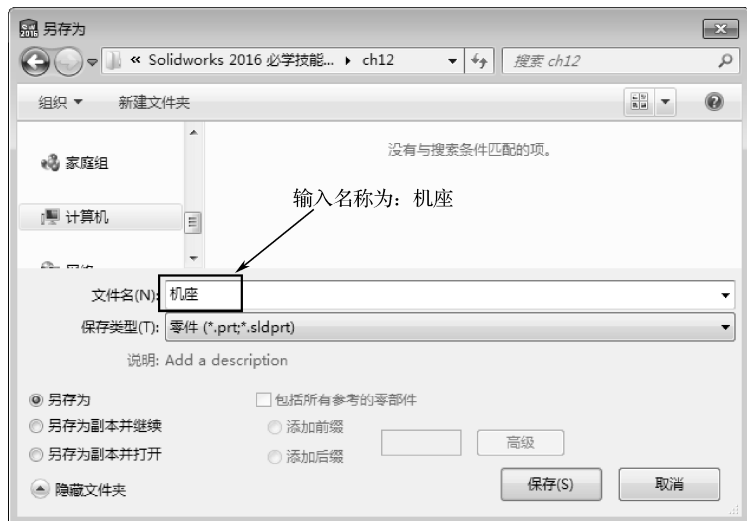 另存为
« Solidworks 2016 必学技能... ▸ ch12
搜索 ch12
组织 ▼ 新建文件夹
没有与搜索条件匹配的项。
家庭组
输入名称为：机座
计算机
文件名(N): 机座
保存类型(T): 零件 (*.prt;*.sldprt)
说明: Add a description
另存为
包括所有参考的零部件
另存为副本并继续
添加前缀
高级
另存为副本并打开
添加后缀
隐藏文件夹
保存(S)
取消